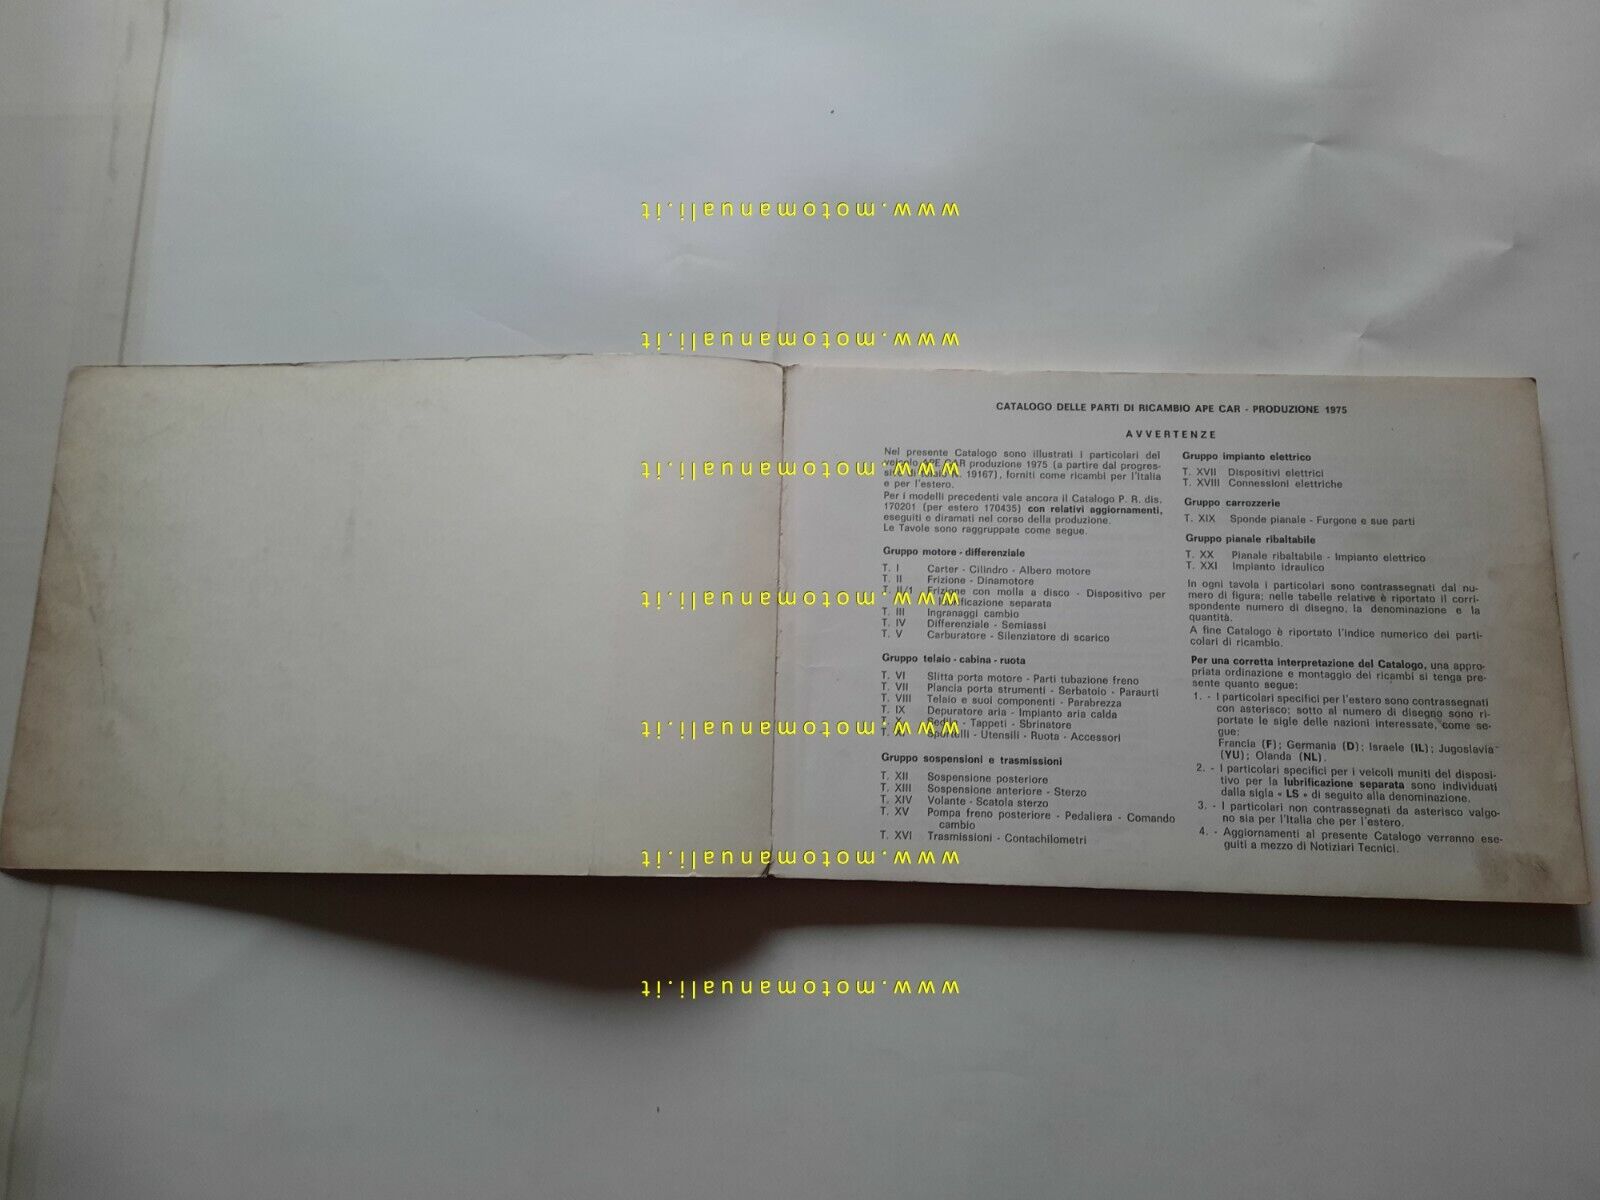 www.motomanuali.it
www.motomanuali.it
www.motomanuali.it
www.motomanuali.it
www.motomanuali.it
www.motomanuali.it
www.motomanuali.it
CATALOGO DELLE PARTI DI RICAMBIO APE CAR - PRODUZIONE 1975
AVVERTENZE
Nel presente Catalogo sono illustrati i particolari del
veicolo APE CAR produzione 1975 (a partire dal progres-
19167), forniti come ricambi per l'Italia
e per l'estero.
Per i modelli precedenti vale ancora il Catalogo P. R. dis.
170201 (per estero 170435) con relativi aggiornamenti,
eseguiti e diramati nel corso della produzione.
Le Tavole sono raggruppate come segue.
Gruppo motore - differenziale
T. I Carter - Cilindro - Albero motore
T. II Frizione - Dinamotore
T. II/1 Frizione con molla a disco - Dispositivo per
lubrificazione separata
T. III Ingranaggi cambio
T. IV Differenziale - Semiassi
T. V Carburatore - Silenziatore di scarico
Gruppo telaio - cabina - ruota
T. VI Slitta porta motore - Parti tubazione freno
T. VII Plancia porta strumenti - Serbatoio - Paraurti
T. VIII Telaio e suoi componenti - Parabrezza
T. IX Depuratore aria - Impianto aria calda
T. X Sedile - Tappeti - Sbrinatore
T. XI Sportelli - Utensili - Ruota - Accessori
Gruppo sospensioni e trasmissioni
T. XII Sospensione posteriore
T. XIII Sospensione anteriore - Sterzo
T. XIV Volante - Scatola sterzo
T. XV Pompa freno posteriore - Pedaliera - Comando
cambio
T. XVI Trasmissioni - Contachilometri
Gruppo impianto elettrico
T. XVII Dispositivi elettrici
T. XVIII Connessioni elettriche
Gruppo carrozzerie
T. XIX Sponde pianale - Furgone e sue parti
Gruppo pianale ribaltabile
T. XX Pianale ribaltabile - Impianto elettrico
T. XXI Impianto idraulico
In ogni tavola i particolari sono contrassegnati dal nu-
mero di figura; nelle tabelle relative è riportato il corri-
spondente numero di disegno, la denominazione e la
quantità.
A fine Catalogo è riportato l'indice numerico dei parti-
colari di ricambio.
Per una corretta interpretazione del Catalogo, una appro-
priata ordinazione e montaggio dei ricambi si tenga pre-
sente quanto segue:
1. - I particolari specifici per l'estero sono contrassegnati
con asterisco; sotto al numero di disegno sono ri-
portate le sigle delle nazioni interessate, come se-
gue:
Francia (F); Germania (D); Israele (IL); Jugoslavia
(YU); Olanda (NL).
2. - I particolari specifici per i veicoli muniti del disposi-
tivo per la lubrificazione separata sono individuati
dalla sigla « LS » di seguito alla denominazione.
3. - I particolari non contrassegnati da asterisco valgo-
no sia per l'Italia che per l'estero.
4. - Aggiornamenti al presente Catalogo verranno ese-
guiti a mezzo di Notiziari Tecnici.